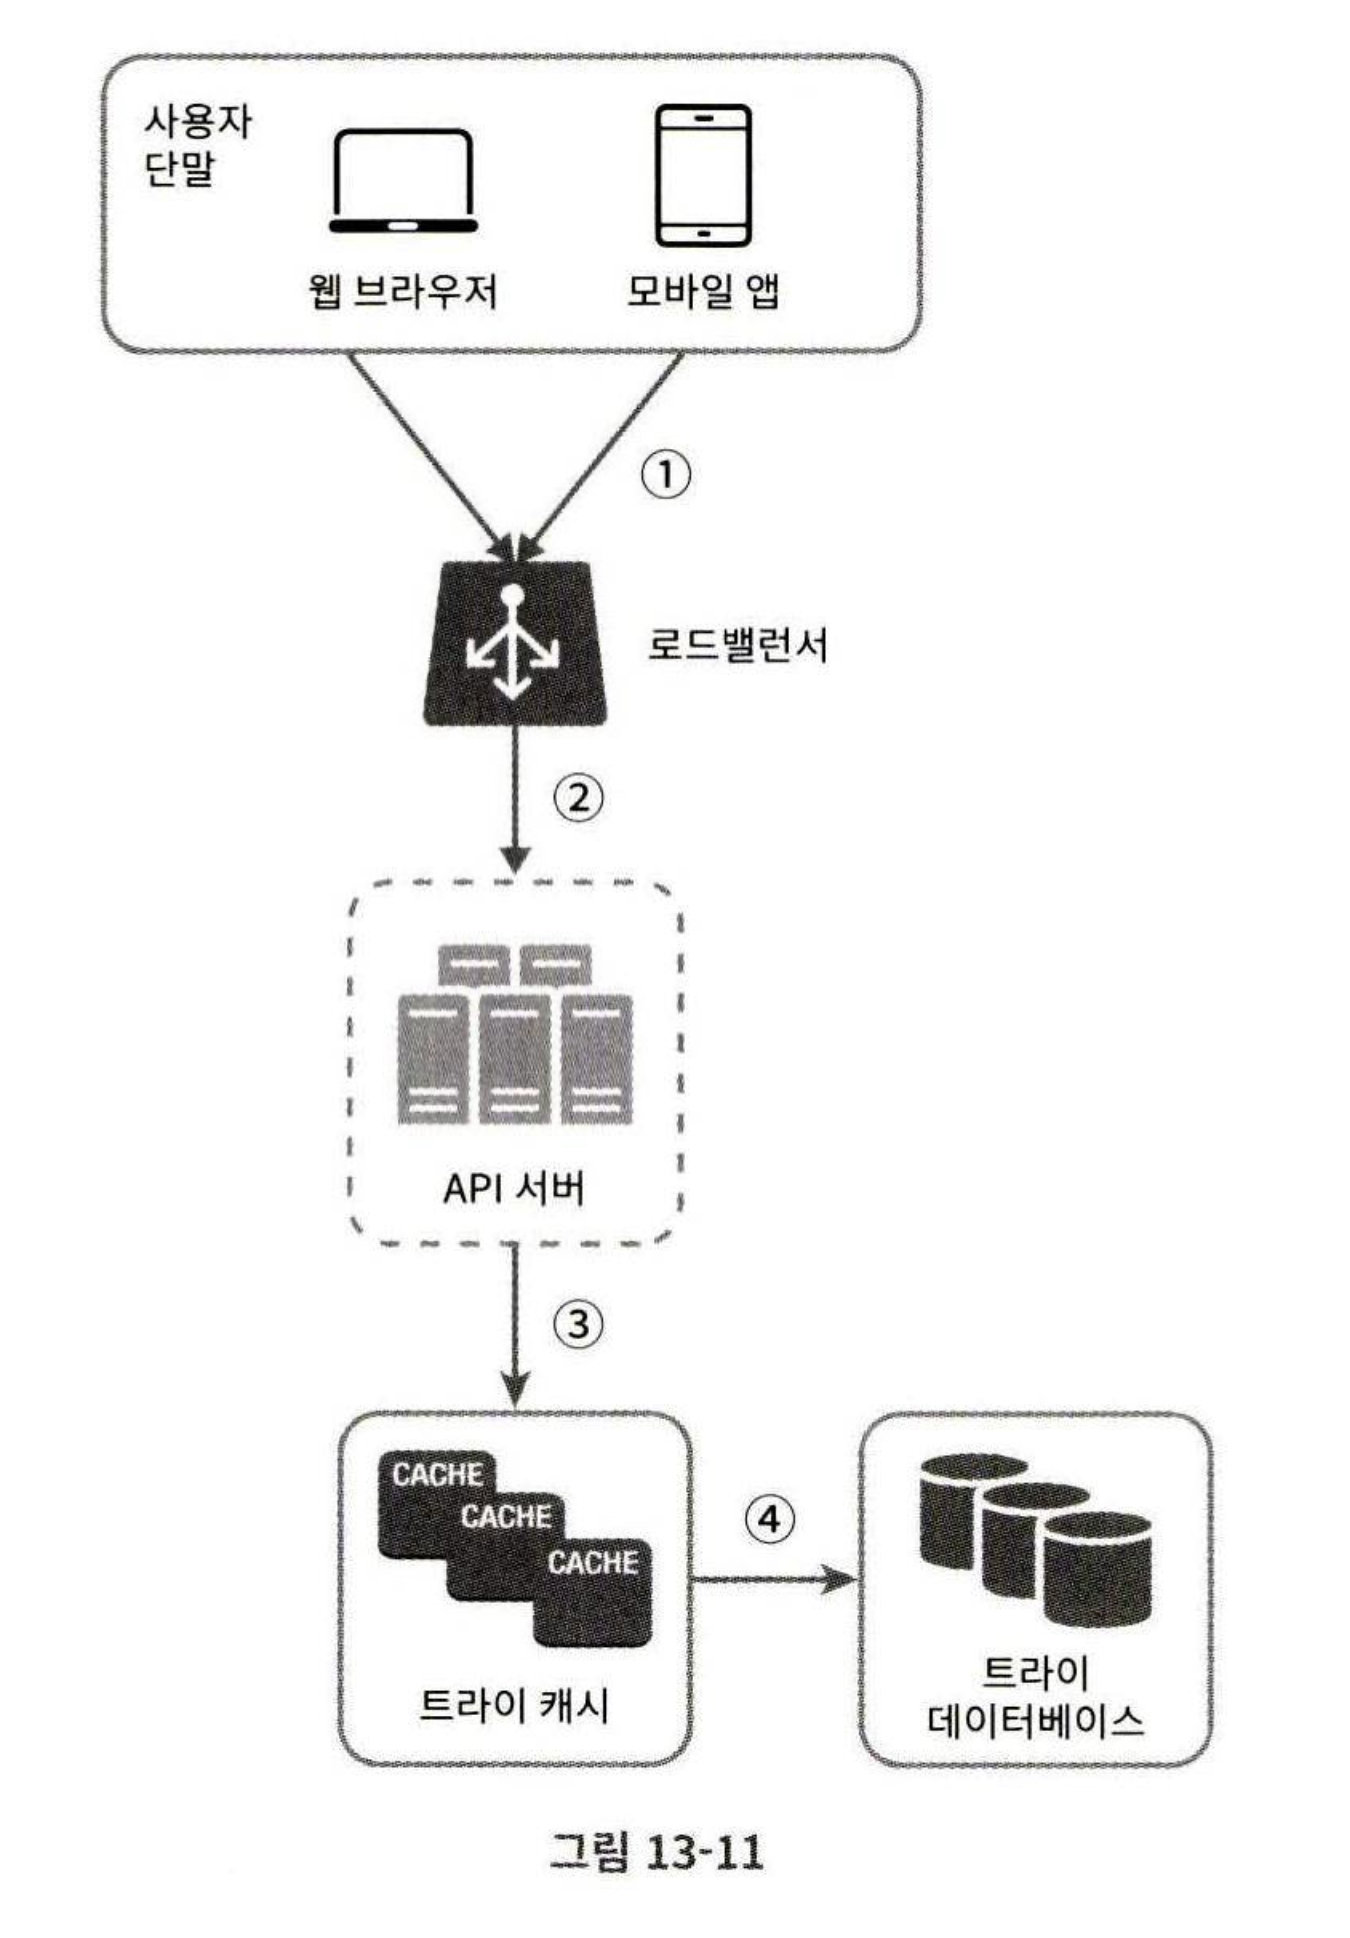 사용자
단말
웹 브라우저
모바일 앱
①
로드밸런서
②
API 서버
③
CACHE
CACHE
CACHE
트라이 캐시
④
트라이
데이터베이스
그림 13-11